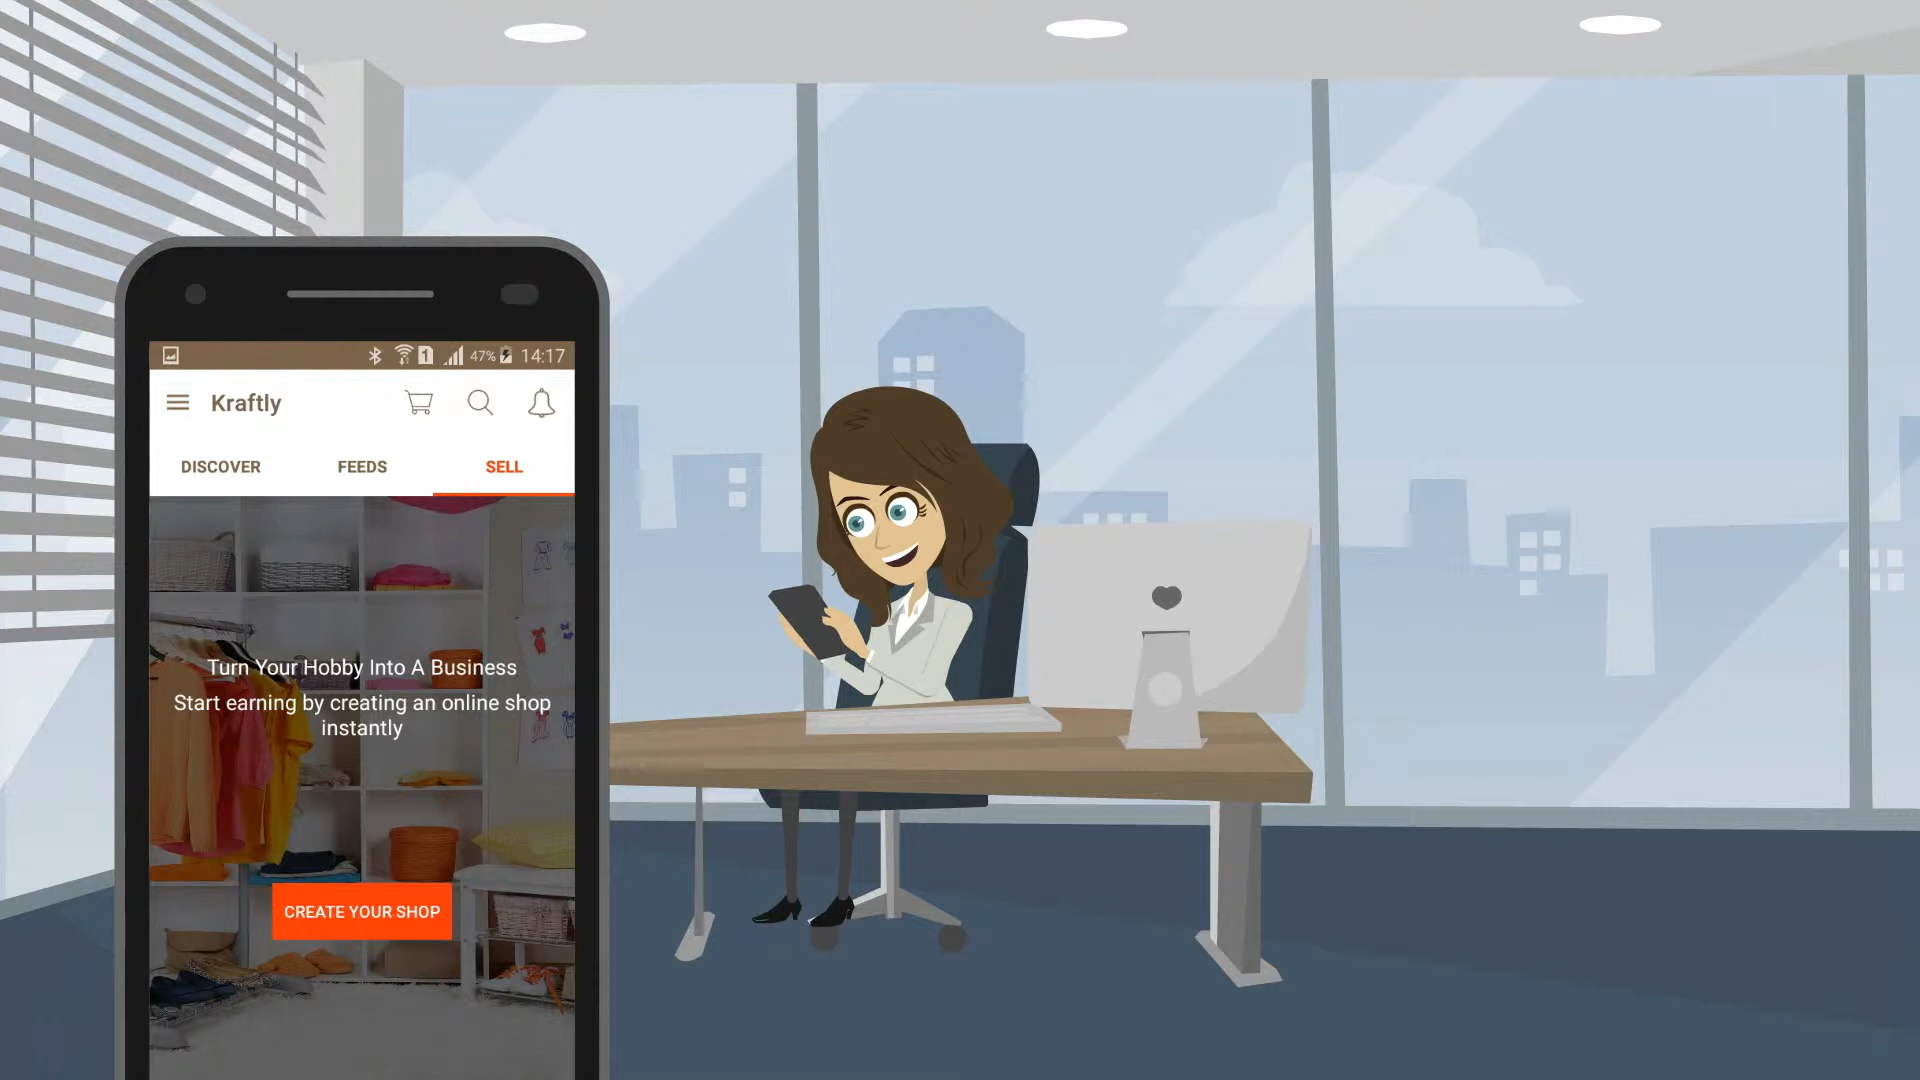 1 47% 14:17
Kraftly
DISCOVER FEEDS SELL
Turn Your Hobby Into A Business
Start earning by creating an online shop
instantly
CREATE YOUR SHOP